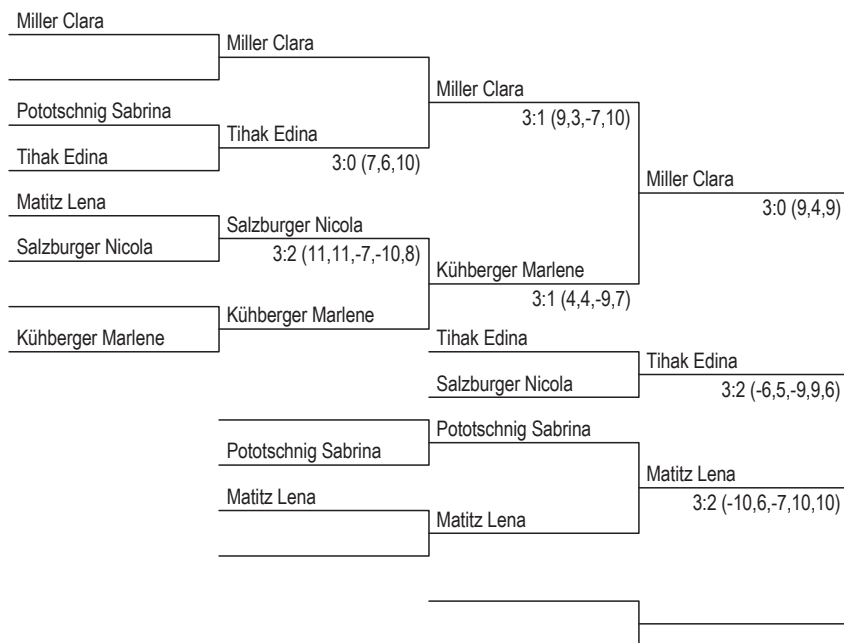 Miller Clara
Miller Clara
Miller Clara
Pototschnig Sabrina
3:1 (9,3,-7,10)
Tihak Edina
Tihak Edina
3:0 (7,6,10)
Miller Clara
Matitz Lena
3:0 (9,4,9)
Salzburger Nicola
Salzburger Nicola
3:2 (11,11,-7,-10,8)
Kühberger Marlene
3:1 (4,4,-9,7)
Kühberger Marlene
Kühberger Marlene
Tihak Edina
Tihak Edina
Salzburger Nicola
3:2 (-6,5,-9,9,6)
Pototschnig Sabrina
Pototschnig Sabrina
Matitz Lena
Matitz Lena
3:2 (-10,6,-7,10,10)
Matitz Lena